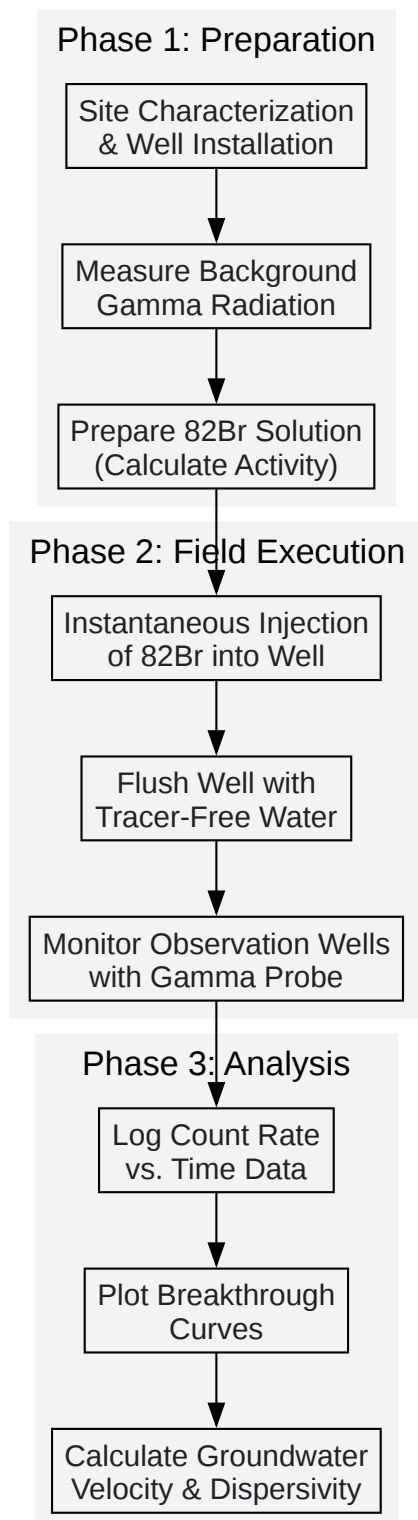 Phase 1: Preparation
Site Characterization
& Well Installation
Measure Background
Gamma Radiation
Prepare 82Br Solution
(Calculate Activity)
Phase 2: Field Execution
Instantaneous Injection
of 82Br into Well
Flush Well with
Tracer-Free Water
Monitor Observation Wells
with Gamma Probe
Phase 3: Analysis
Log Count Rate
vs. Time Data
Plot Breakthrough
Curves
Calculate Groundwater
Velocity & Dispersivity